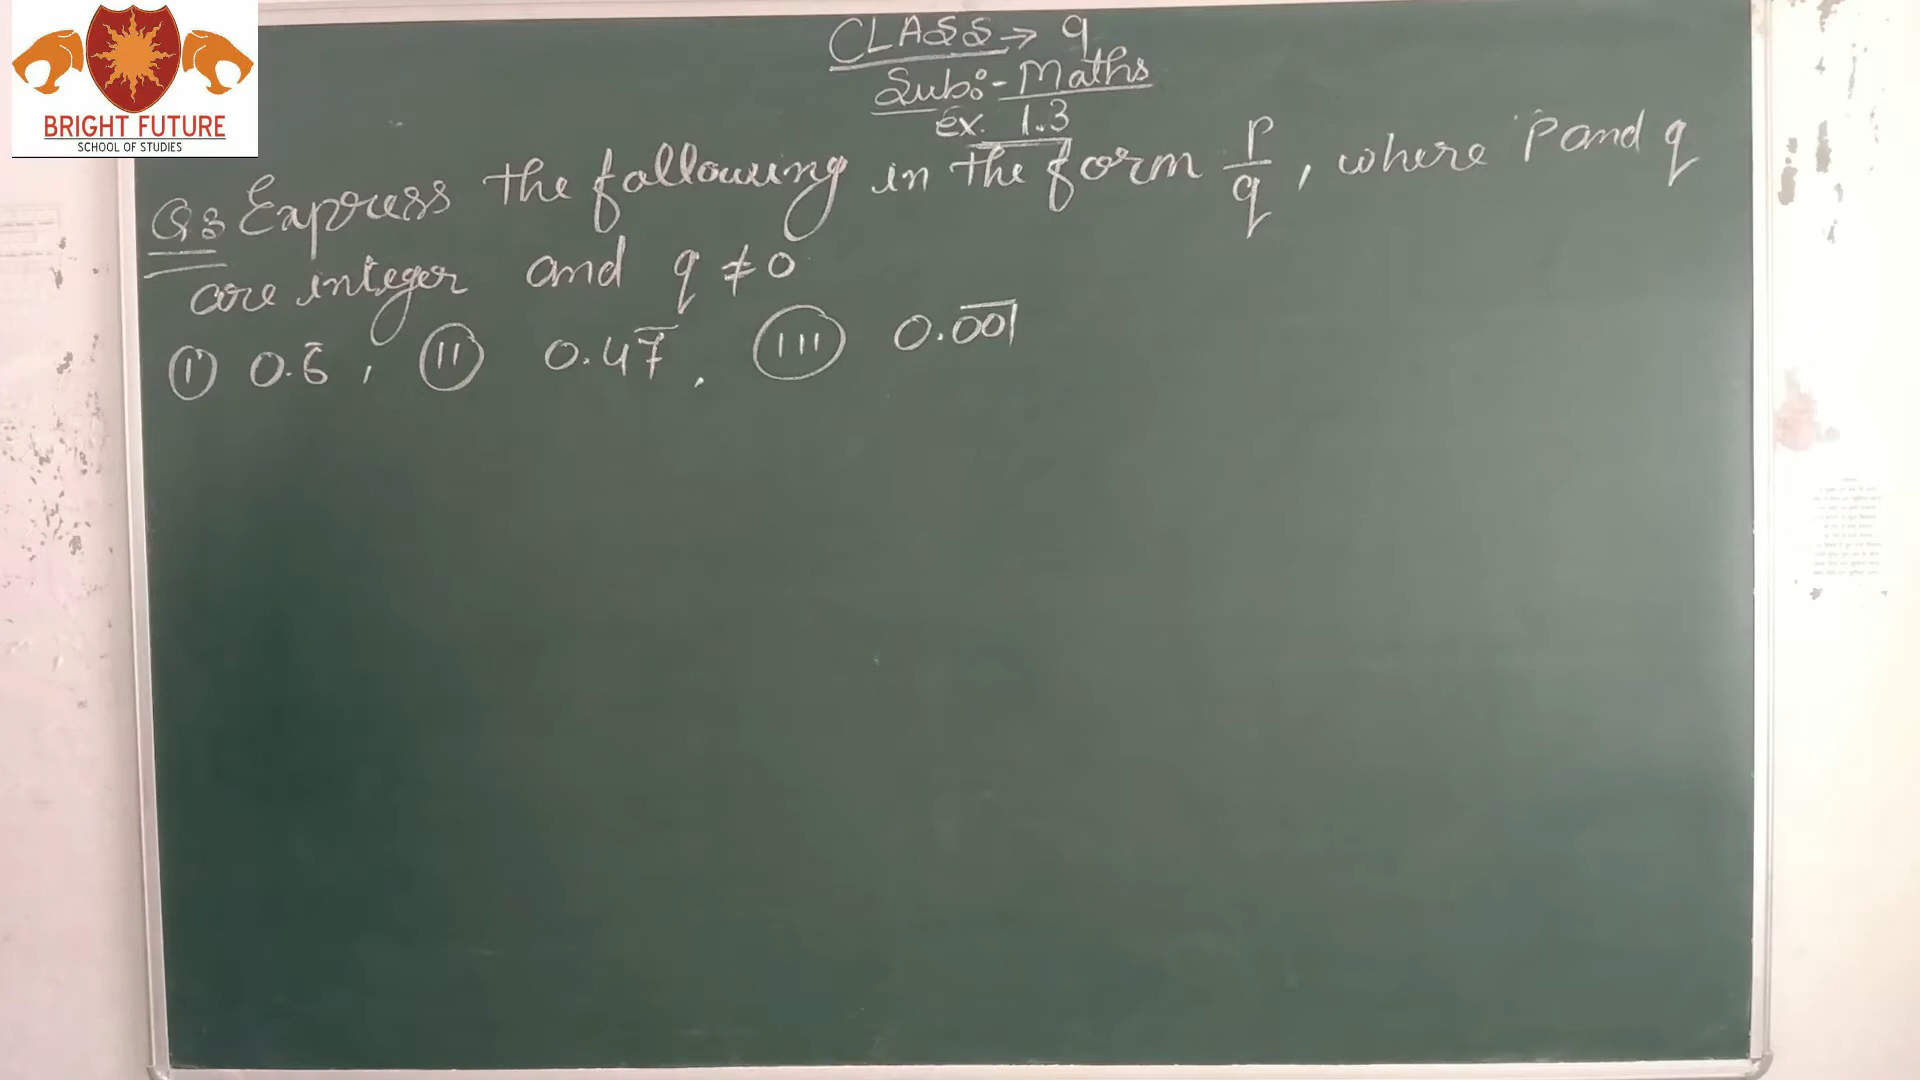 BRIGHT FUTURE
SCHOOL OF STUDIES
CLASS → 9
Sub:- Maths
ex. 1.3
Q3 Express the following in the form p/q, where p and q
are integer and q ≠ 0
(i) 0.6̅, (ii) 0.47̅, (iii) 0.0̅0̅1̅